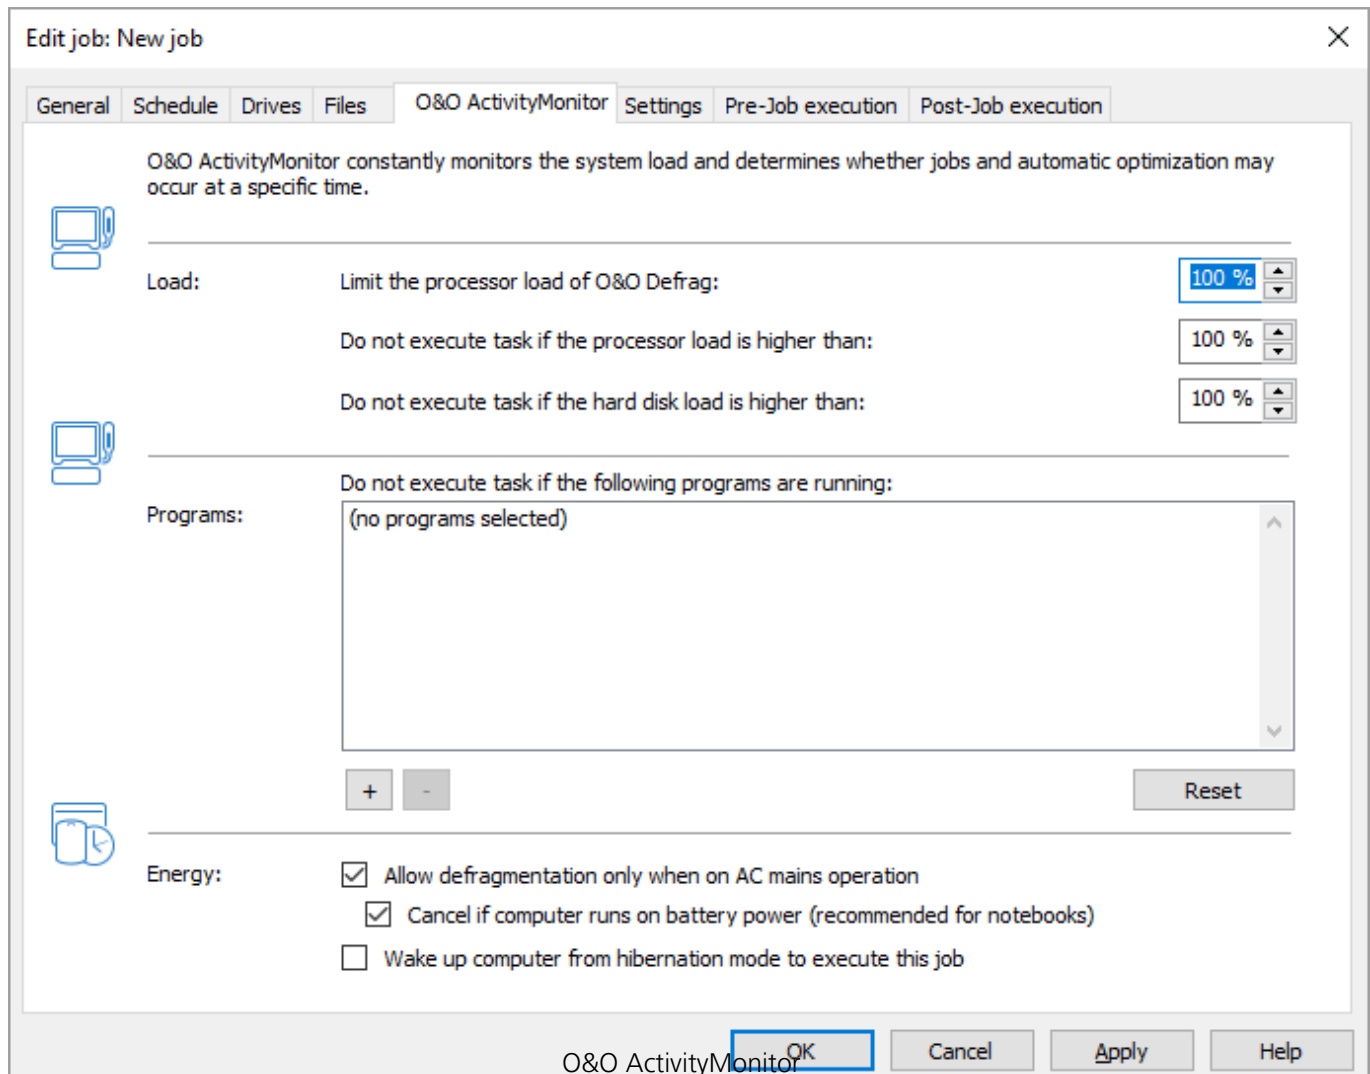 Edit job: New job
General Schedule Drives Files O&O ActivityMonitor Settings Pre-Job execution Post-Job execution
O&O ActivityMonitor constantly monitors the system load and determines whether jobs and automatic optimization may
occur at a specific time.
Load: Limit the processor load of O&O Defrag: 100 %
Do not execute task if the processor load is higher than: 100 %
Do not execute task if the hard disk load is higher than: 100 %
Do not execute task if the following programs are running:
Programs: (no programs selected)
+ - Reset
Energy: Allow defragmentation only when on AC mains operation
Cancel if computer runs on battery power (recommended for notebooks)
Wake up computer from hibernation mode to execute this job
OK Cancel Apply Help
O&O ActivityMonitor